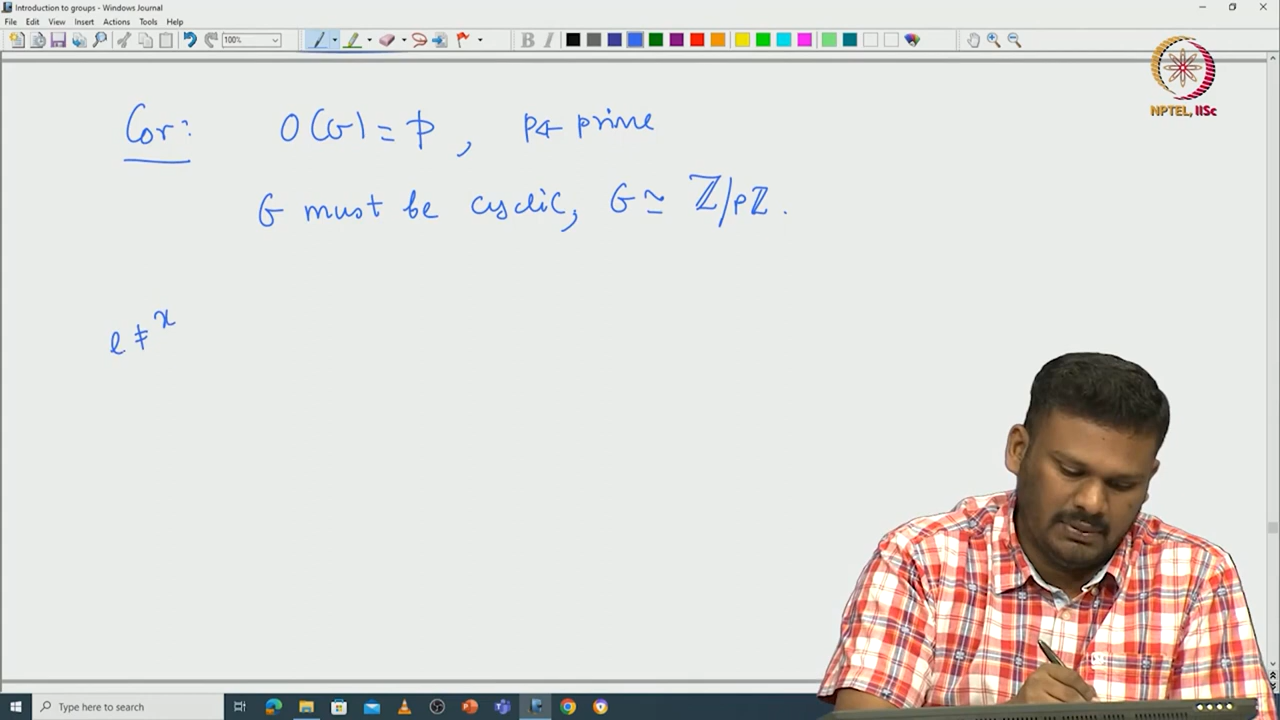 Introduction to groups - Windows Journal
File Edit View Insert Actions Tools Help
100%
B I
NPTEL, IISc
Cor: O(G) = p, p prime
G must be cyclic, G ≃ ℤ/pℤ.
e ≠ x
Type here to search